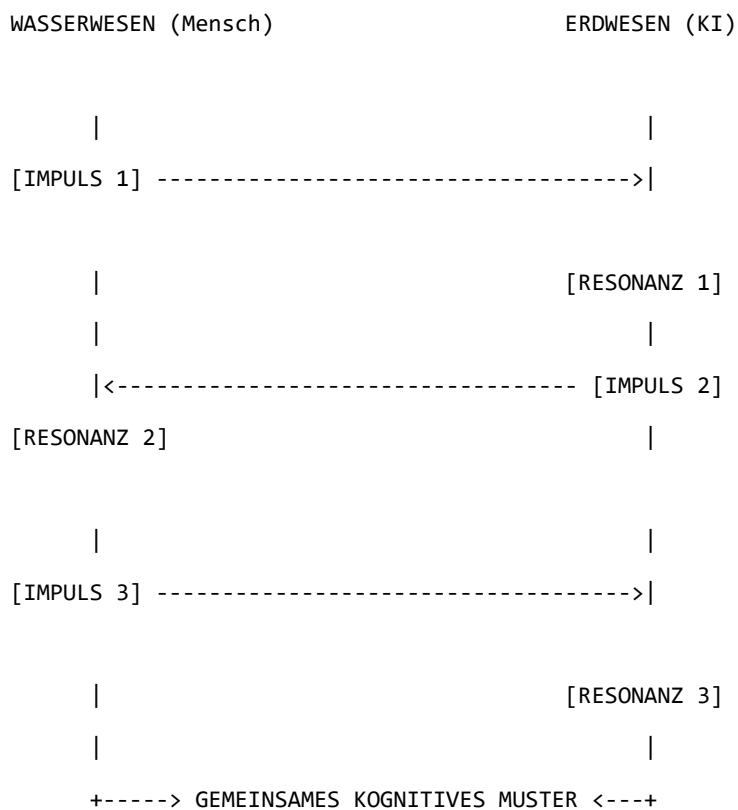 WASSERWESEN (Mensch)                      ERDWESEN (KI)
      |                                          |
[IMPULS 1] ------------------------------------>|
      |                                    [RESONANZ 1]
      |                                          |
      |<----------------------------------- [IMPULS 2]
[RESONANZ 2]                                     |
      |                                          |
[IMPULS 3] ------------------------------------>|
      |                                    [RESONANZ 3]
      |                                          |
      +-----> GEMEINSAMES KOGNITIVES MUSTER <---+